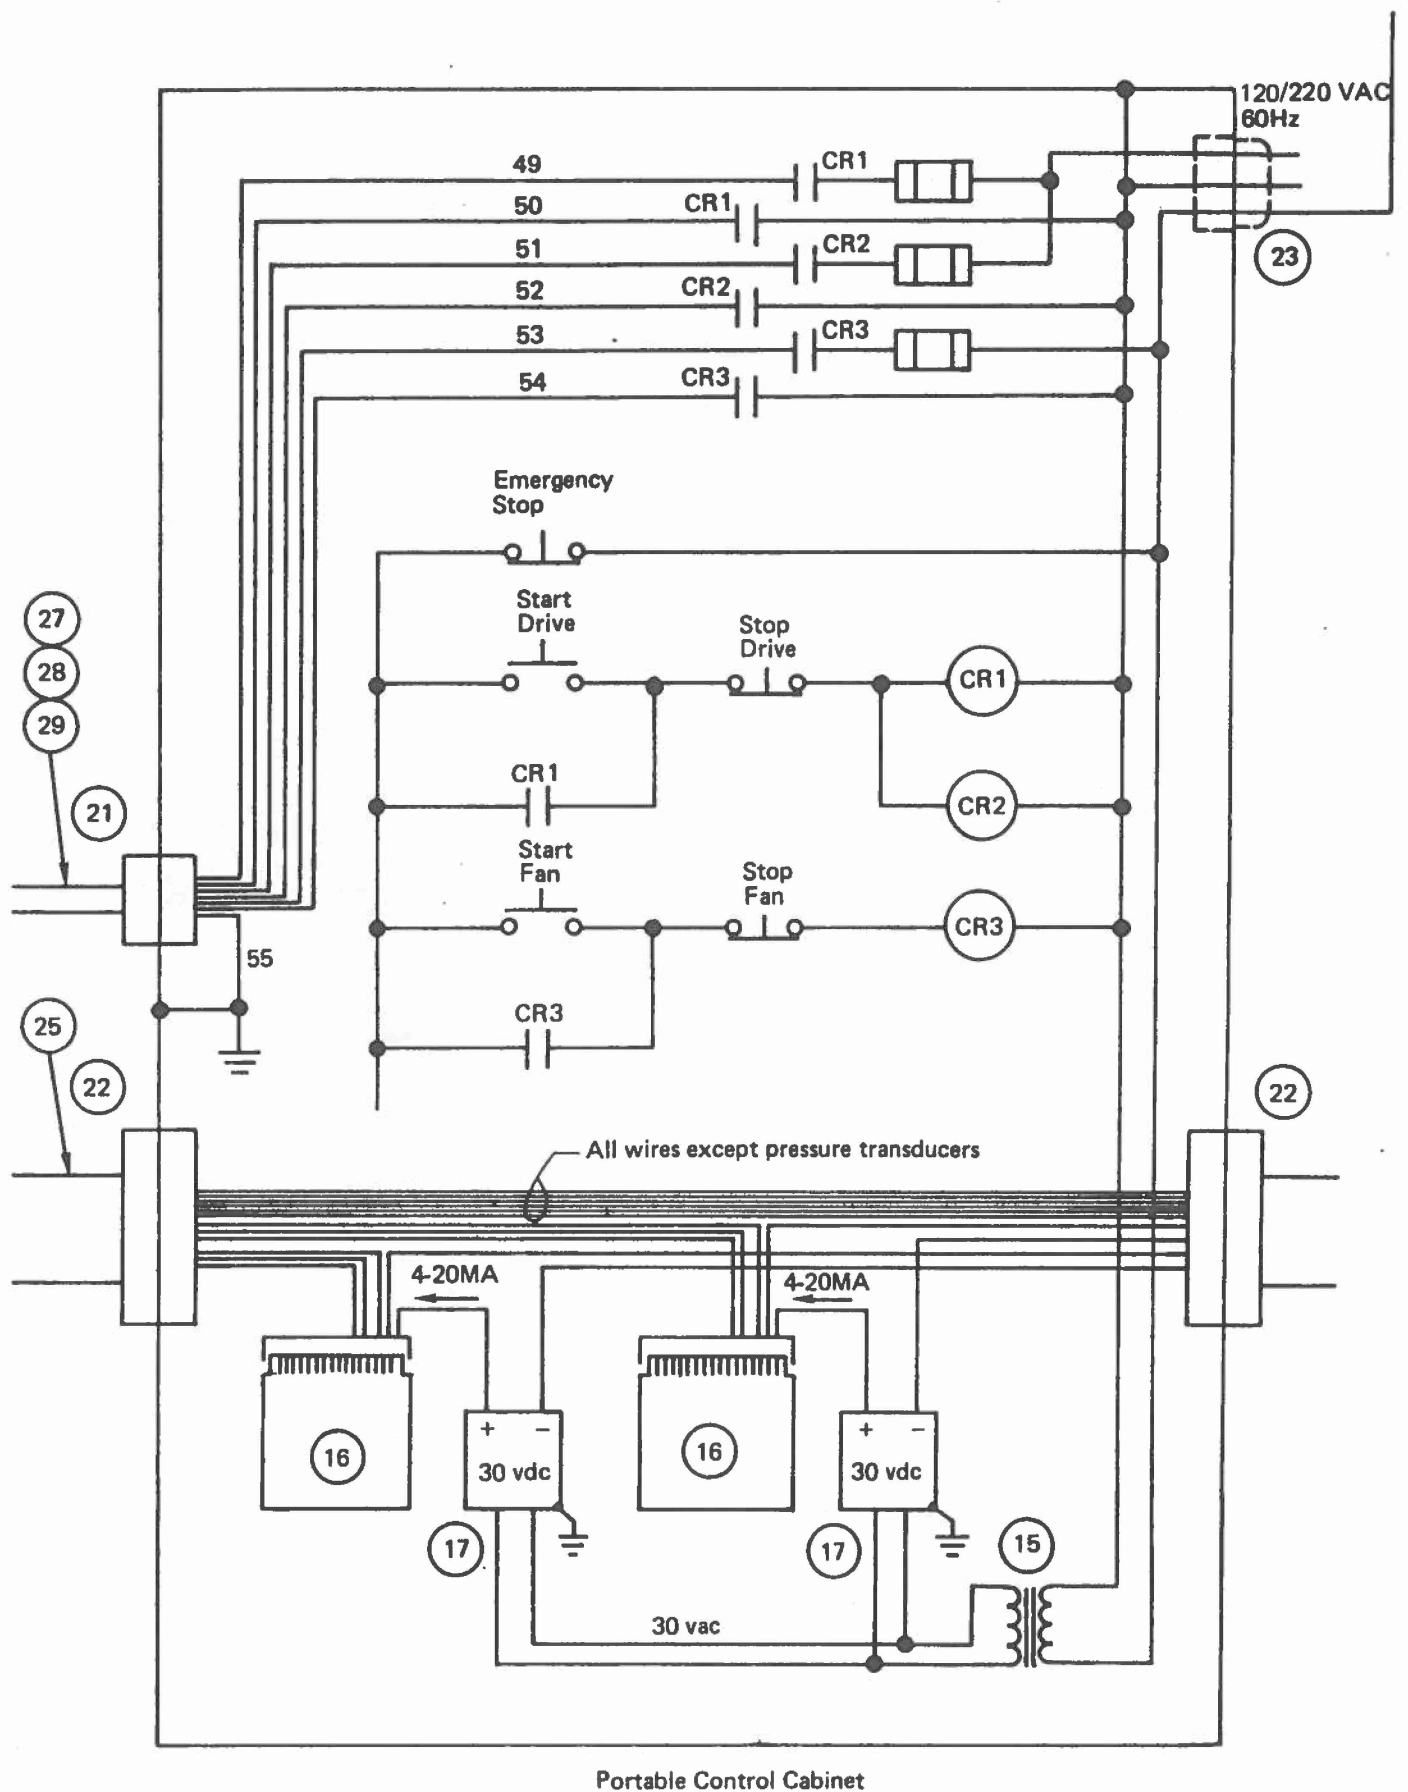 120/220 VAC
60Hz
49
CR1
50
CR1
51
CR2
23
52
CR2
53
CR3
54
CR3
Emergency
Stop
27
Start
Drive
Stop
Drive
28
CR1
29
CR1
CR2
21
Start
Fan
Stop
Fan
CR3
55
CR3
25
22
22
All wires except pressure transducers
4-20MA
4-20MA
+ −
+ −
16
30 vdc
16
30 vdc
17
17
15
30 vac
Portable Control Cabinet